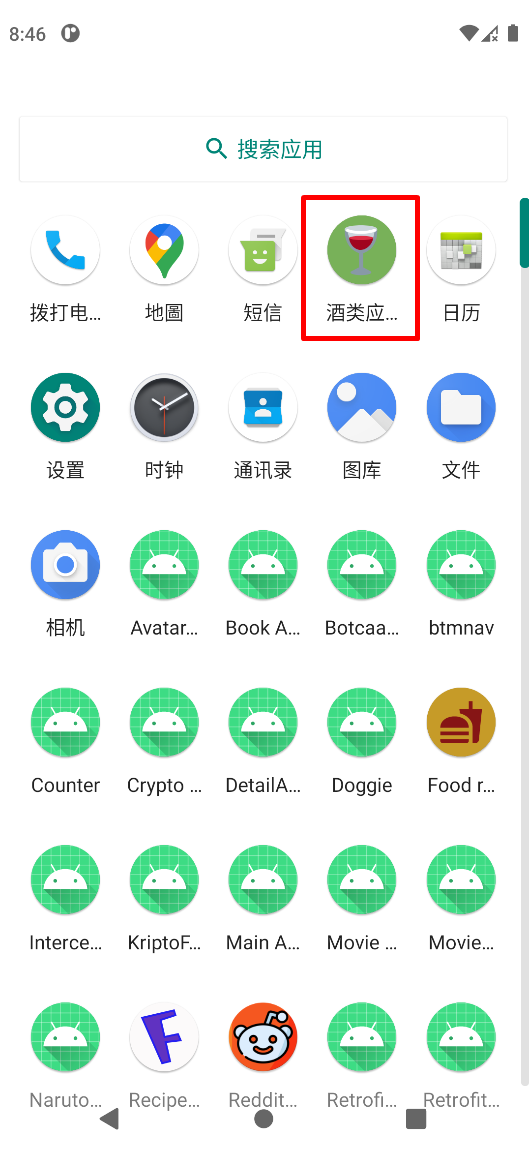 8:46
搜索应用
拨打电...
地圖
短信
酒类应...
日历
设置
时钟
通讯录
图库
文件
相机
Avatar...
Book A...
Botcaa...
btmnav
Counter
Crypto ...
DetailA...
Doggie
Food r...
Interce...
KriptoF...
Main A...
Movie ...
Movie...
Naruto...
Recipe...
Reddit...
Retrofi...
Retrofit...